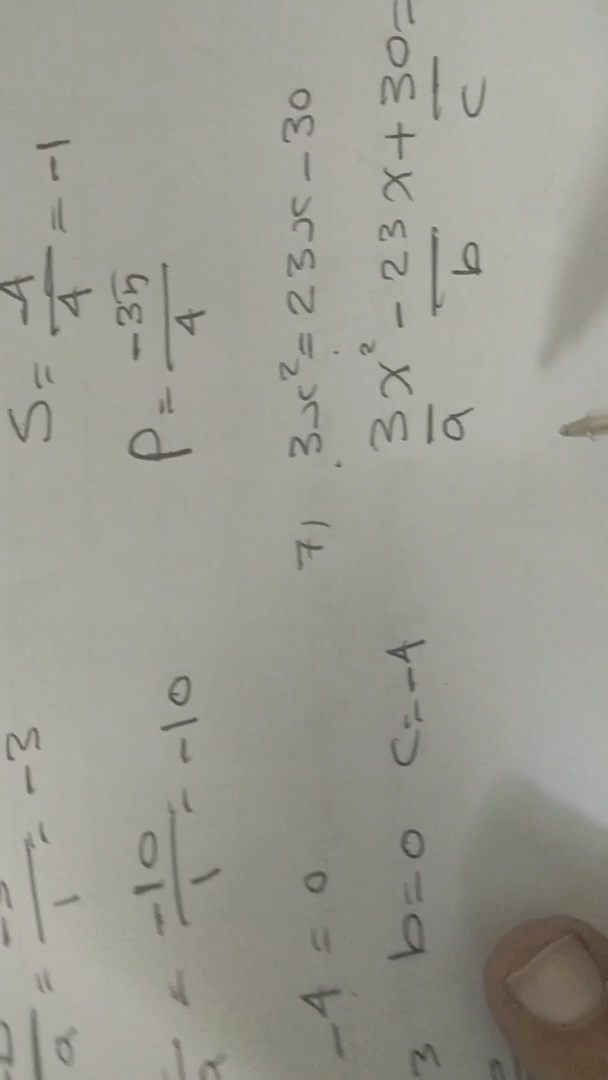 = -3
= -10/1 = -10
-4 = 0
3 b=0 c=-4
S= -4/4 = -1
P= -35/4
7) 3x²= 23x - 30
3x² - 23x + 30=
a b c